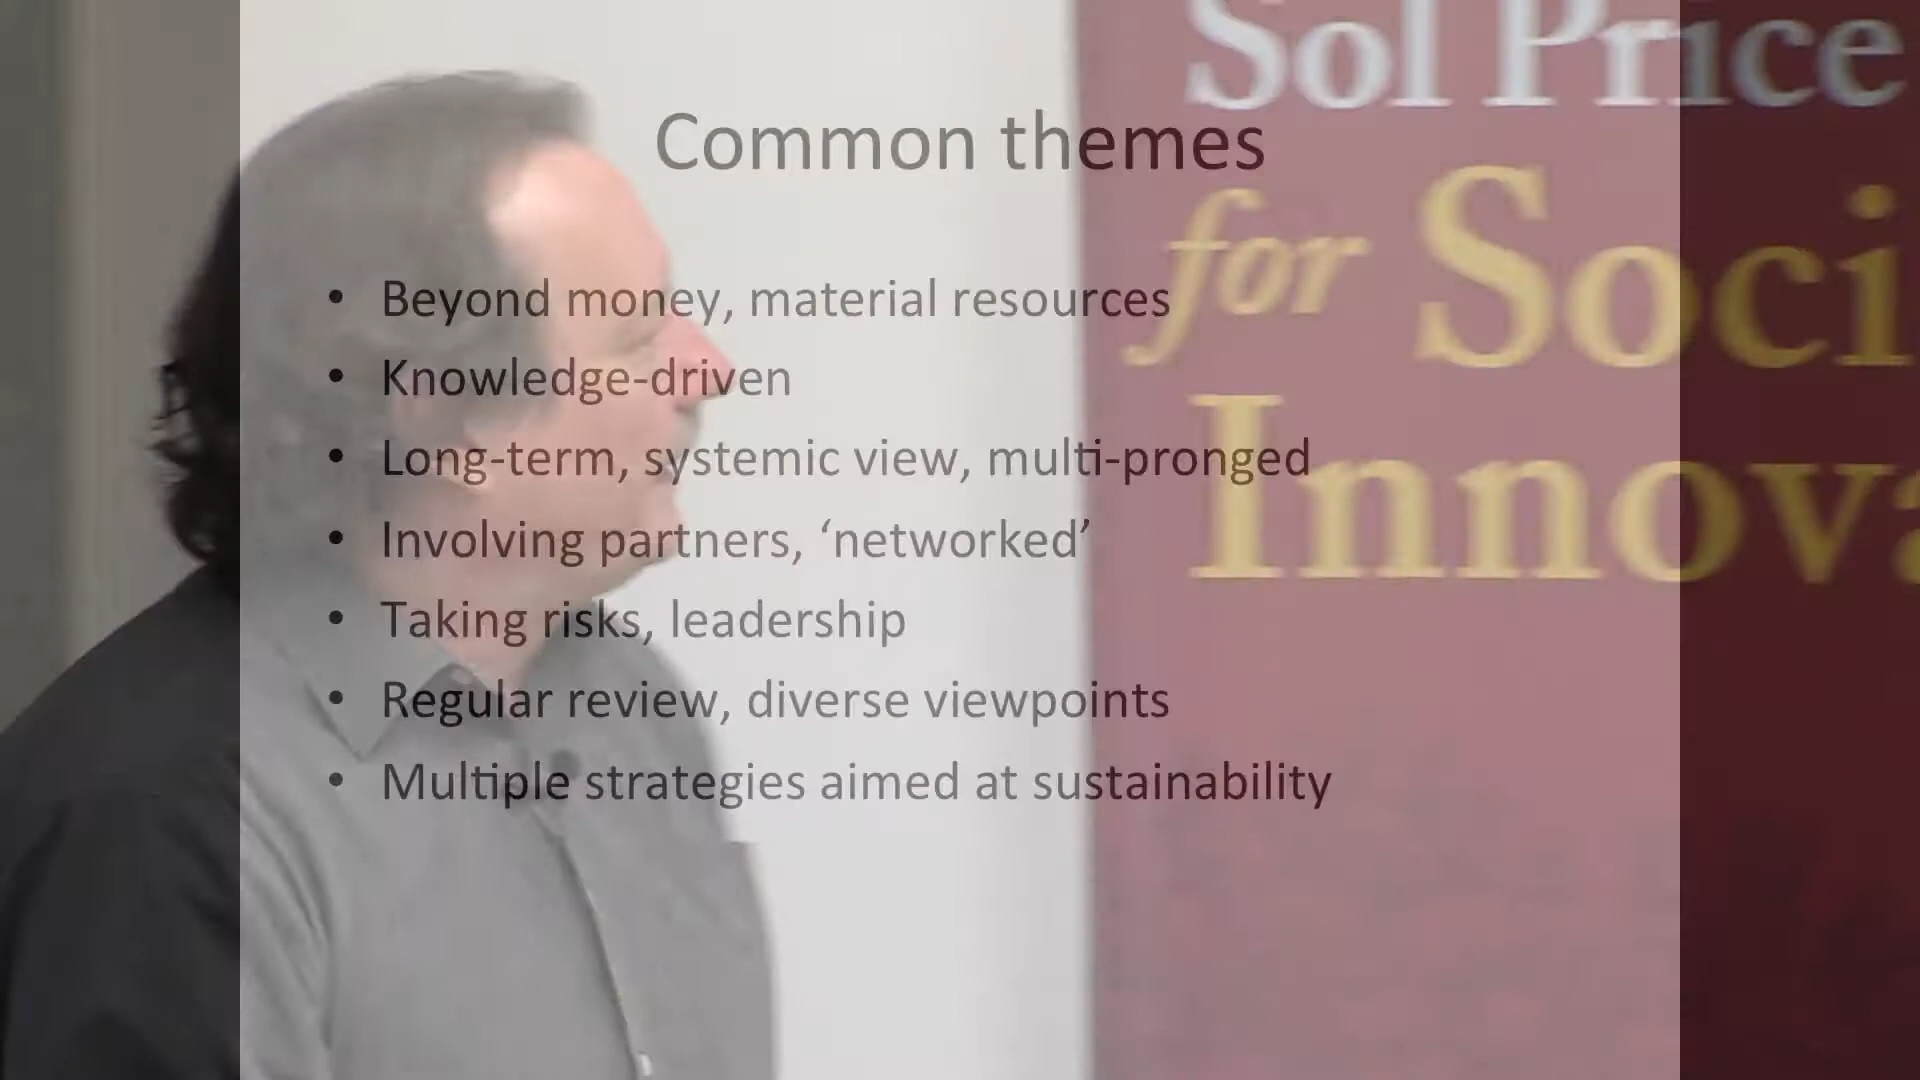 Sol Price
for Soci
Innova
Common themes
• Beyond money, material resources
• Knowledge-driven
• Long-term, systemic view, multi-pronged
• Involving partners, ‘networked’
• Taking risks, leadership
• Regular review, diverse viewpoints
• Multiple strategies aimed at sustainability